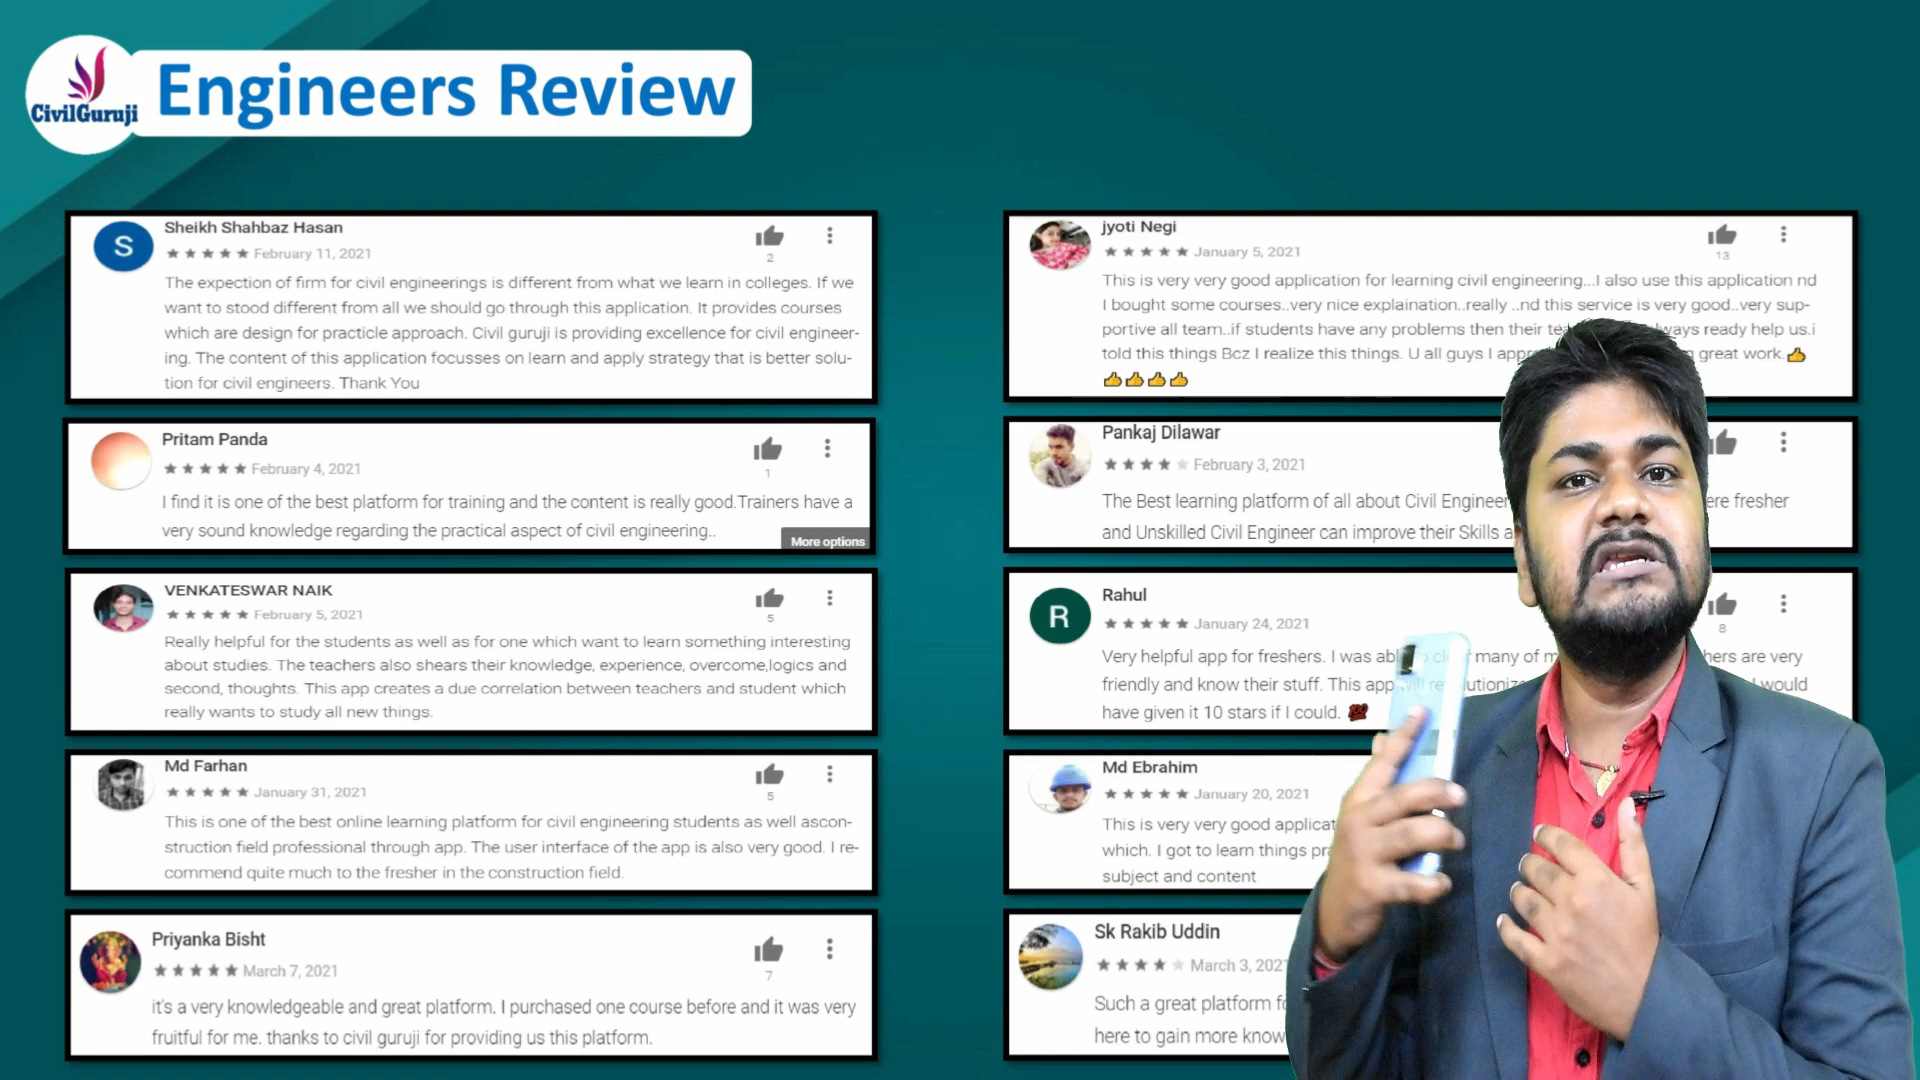 CivilGuruji
Engineers Review
S
Sheikh Shahbaz Hasan
February 11, 2021
2
The expection of firm for civil engineerings is different from what we learn in colleges. If we
want to stood different from all we should go through this application. It provides courses
which are design for practicle approach. Civil guruji is providing excellence for civil engineer-
ing. The content of this application focusses on learn and apply strategy that is better solu-
tion for civil engineers. Thank You
Pritam Panda
February 4, 2021
1
I find it is one of the best platform for training and the content is really good.Trainers have a
very sound knowledge regarding the practical aspect of civil engineering..
More options
VENKATESWAR NAIK
February 5, 2021
5
Really helpful for the students as well as for one which want to learn something interesting
about studies. The teachers also shears their knowledge, experience, overcome,logics and
second, thoughts. This app creates a due correlation between teachers and student which
really wants to study all new things.
Md Farhan
January 31, 2021
5
This is one of the best online learning platform for civil engineering students as well ascon-
struction field professional through app. The user interface of the app is also very good. I re-
commend quite much to the fresher in the construction field.
Priyanka Bisht
March 7, 2021
7
it's a very knowledgeable and great platform. I purchased one course before and it was very
fruitful for me. thanks to civil guruji for providing us this platform.
jyoti Negi
January 5, 2021
13
This is very very good application for learning civil engineering...I also use this application nd
I bought some courses..very nice explaination..really ..nd this service is very good..very sup-
portive all team..if students have any problems then their ready help us.i
told this things Bcz I realize this things. U all guys I great work.👍
👍👍👍👍
Pankaj Dilawar
February 3, 2021
The Best learning platform of all about Civil fresher
and Unskilled Civil Engineer can improve their Skills
R
Rahul
January 24, 2021
8
Very helpful app for freshers. I was many of are very
friendly and know their stuff. This app would
have given it 10 stars if I could. 💯
Md Ebrahim
January 20, 2021
This is very very good
which. I got to learn things
subject and content
Sk Rakib Uddin
March 3, 2021
Such a great platform
here to gain more